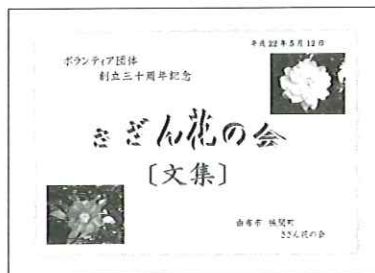 平成22年5月12日
ボランティア団体
創立三十周年記念
さざん花の会
〔文集〕
由布市 挾間町
さざん花の会